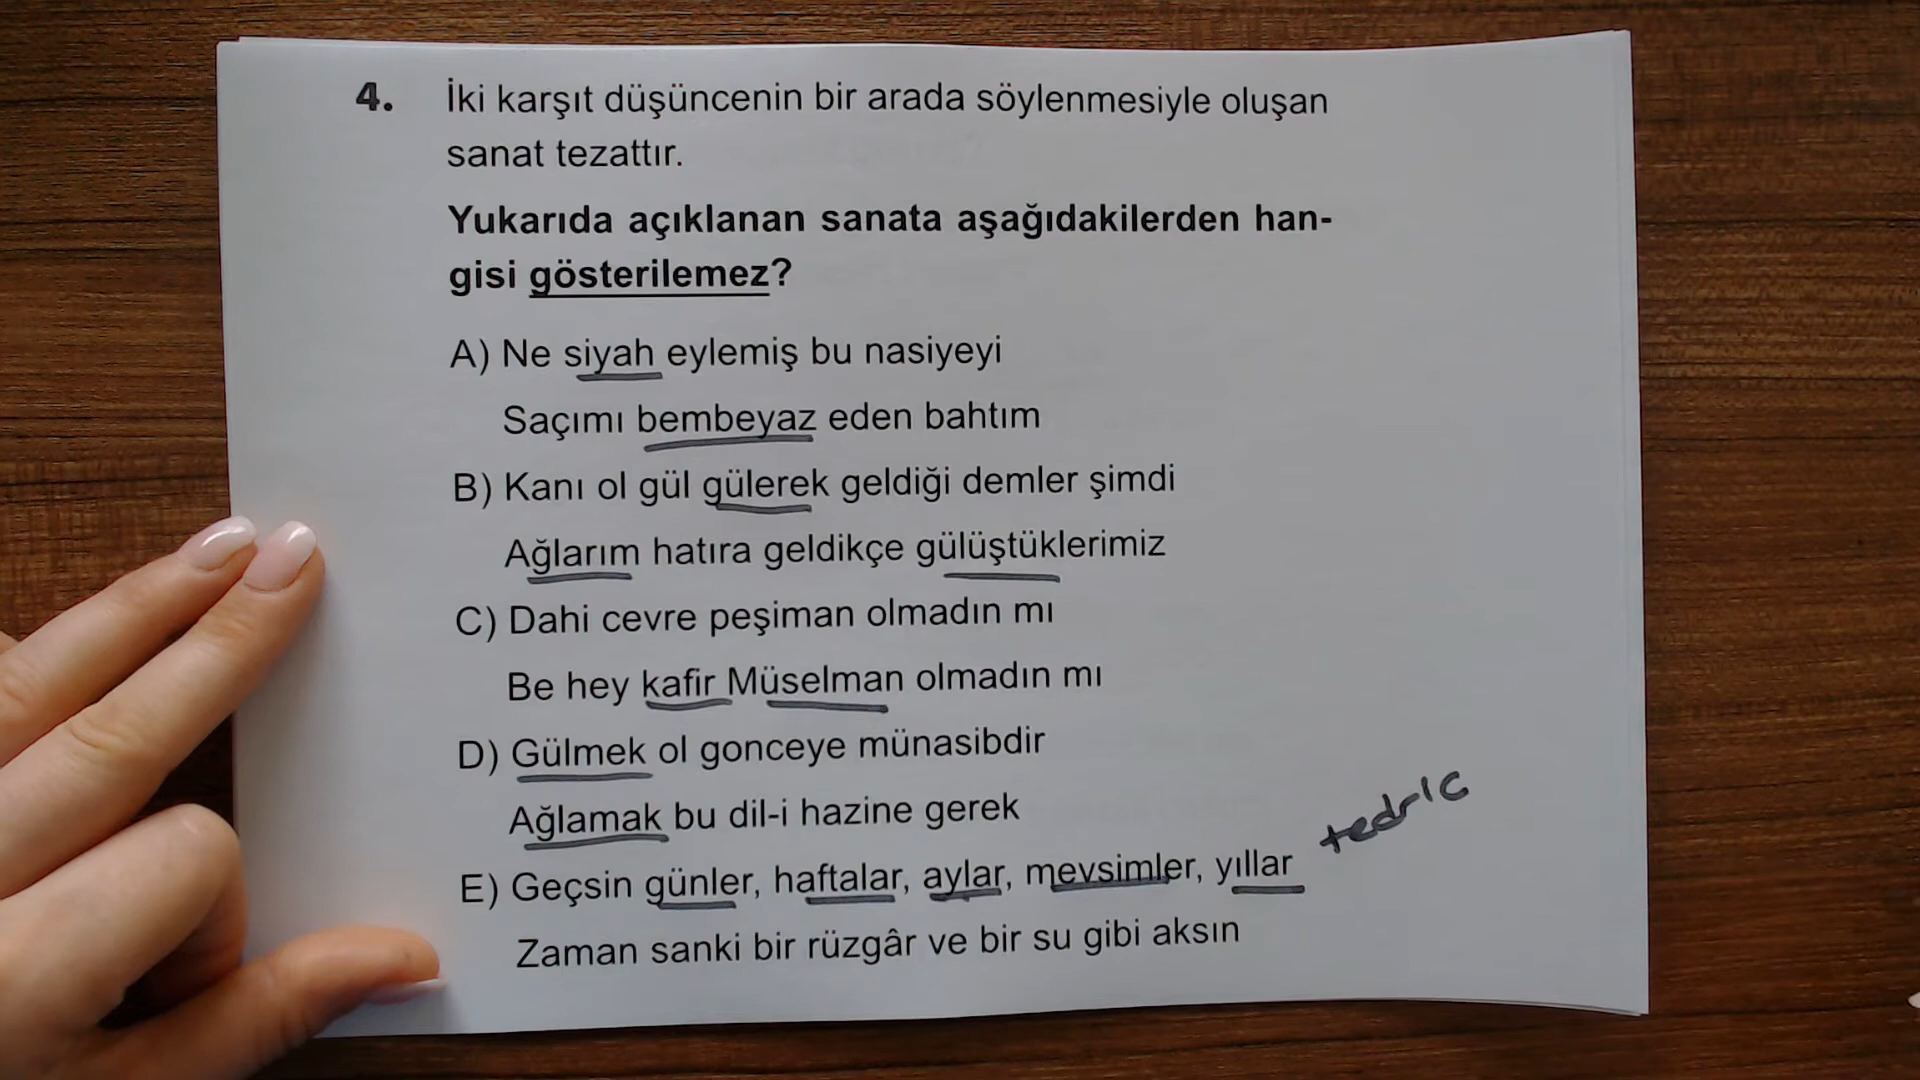 4. İki karşıt düşüncenin bir arada söylenmesiyle oluşan
sanat tezattır.
Yukarıda açıklanan sanata aşağıdakilerden han-
gisi gösterilemez?
A) Ne siyah eylemiş bu nasiyeyi
Saçımı bembeyaz eden bahtım
B) Kanı ol gül gülerek geldiği demler şimdi
Ağlarım hatıra geldikçe gülüştüklerimiz
C) Dahi cevre peşiman olmadın mı
Be hey kafir Müselman olmadın mı
D) Gülmek ol gonceye münasibdir
Ağlamak bu dil-i hazine gerek
E) Geçsin günler, haftalar, aylar, mevsimler, yıllar
tedric
Zaman sanki bir rüzgâr ve bir su gibi aksın